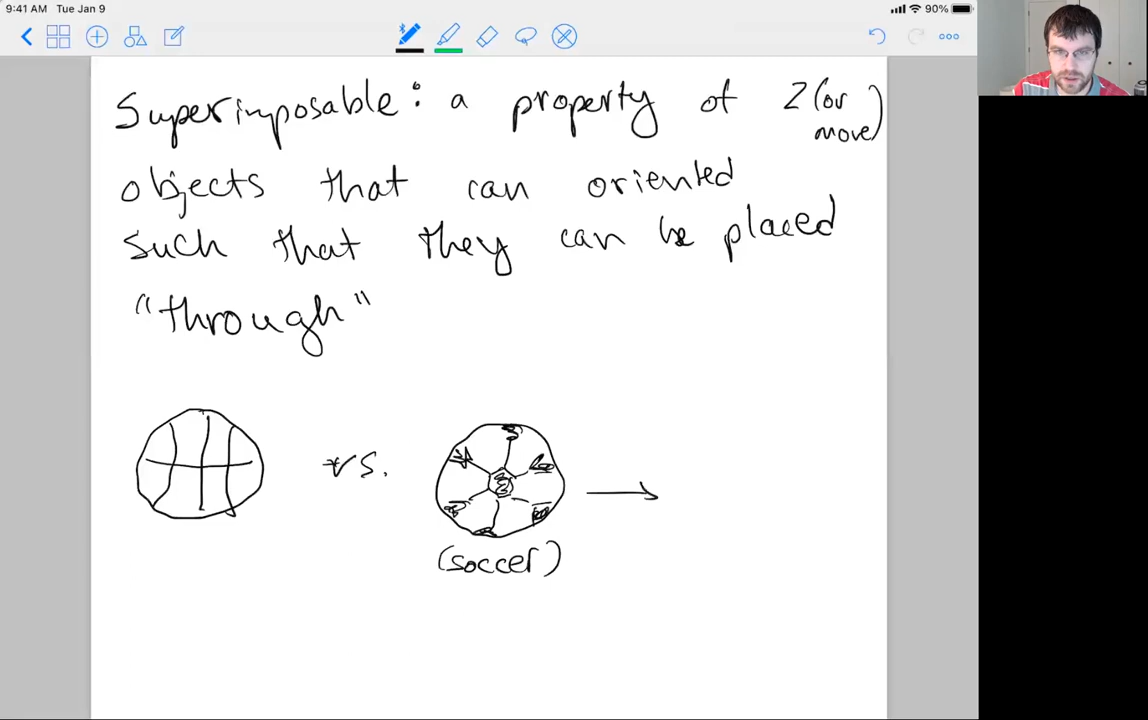 9:41 AM Tue Jan 9
90%
Superimposable: a property of 2 (or move)
objects that can oriented
such that they can be placed
"through"
vs.
(soccer)